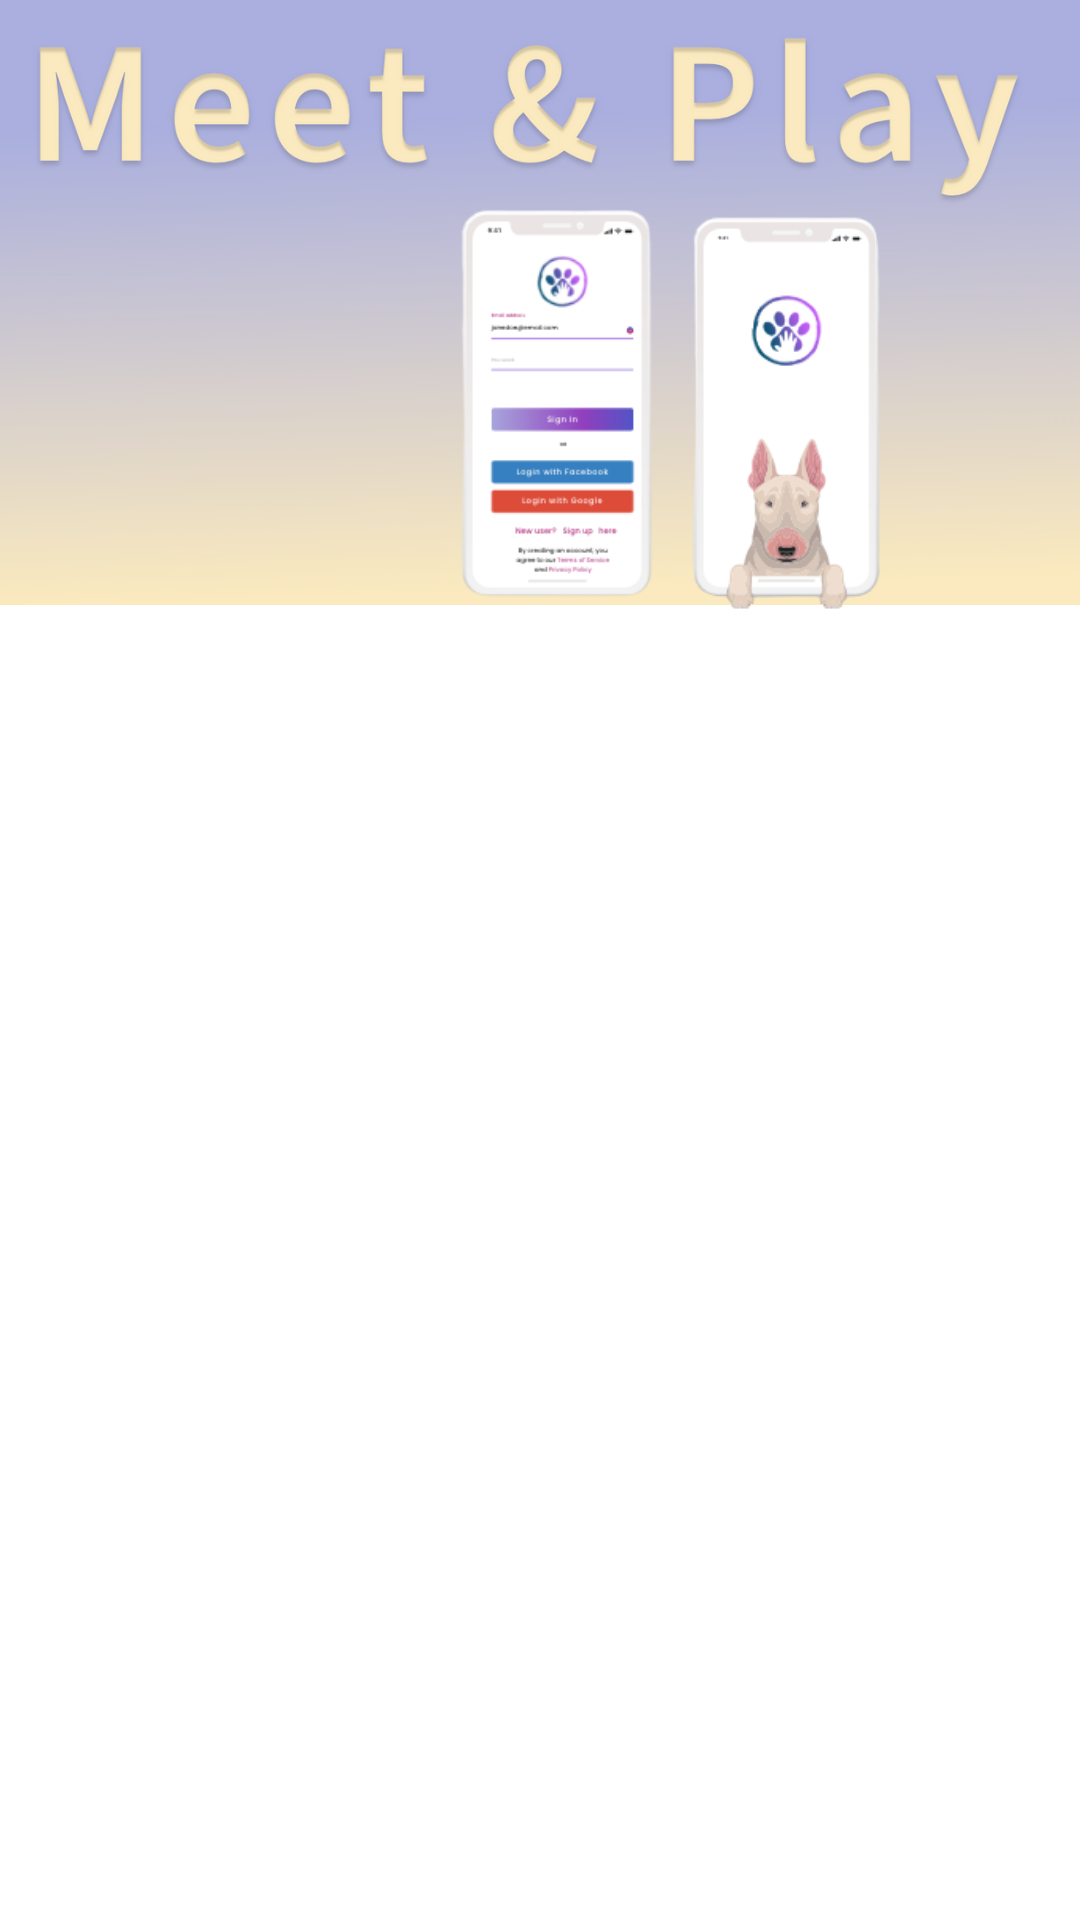 Meet & Play
9:41
Email address
janedoe@email.com
Password
Sign In
OR
Login with Facebook
Login with Google
New user? Sign up here
By creating an account, you
agree to our Terms of Service
and Privacy Policy
9:41